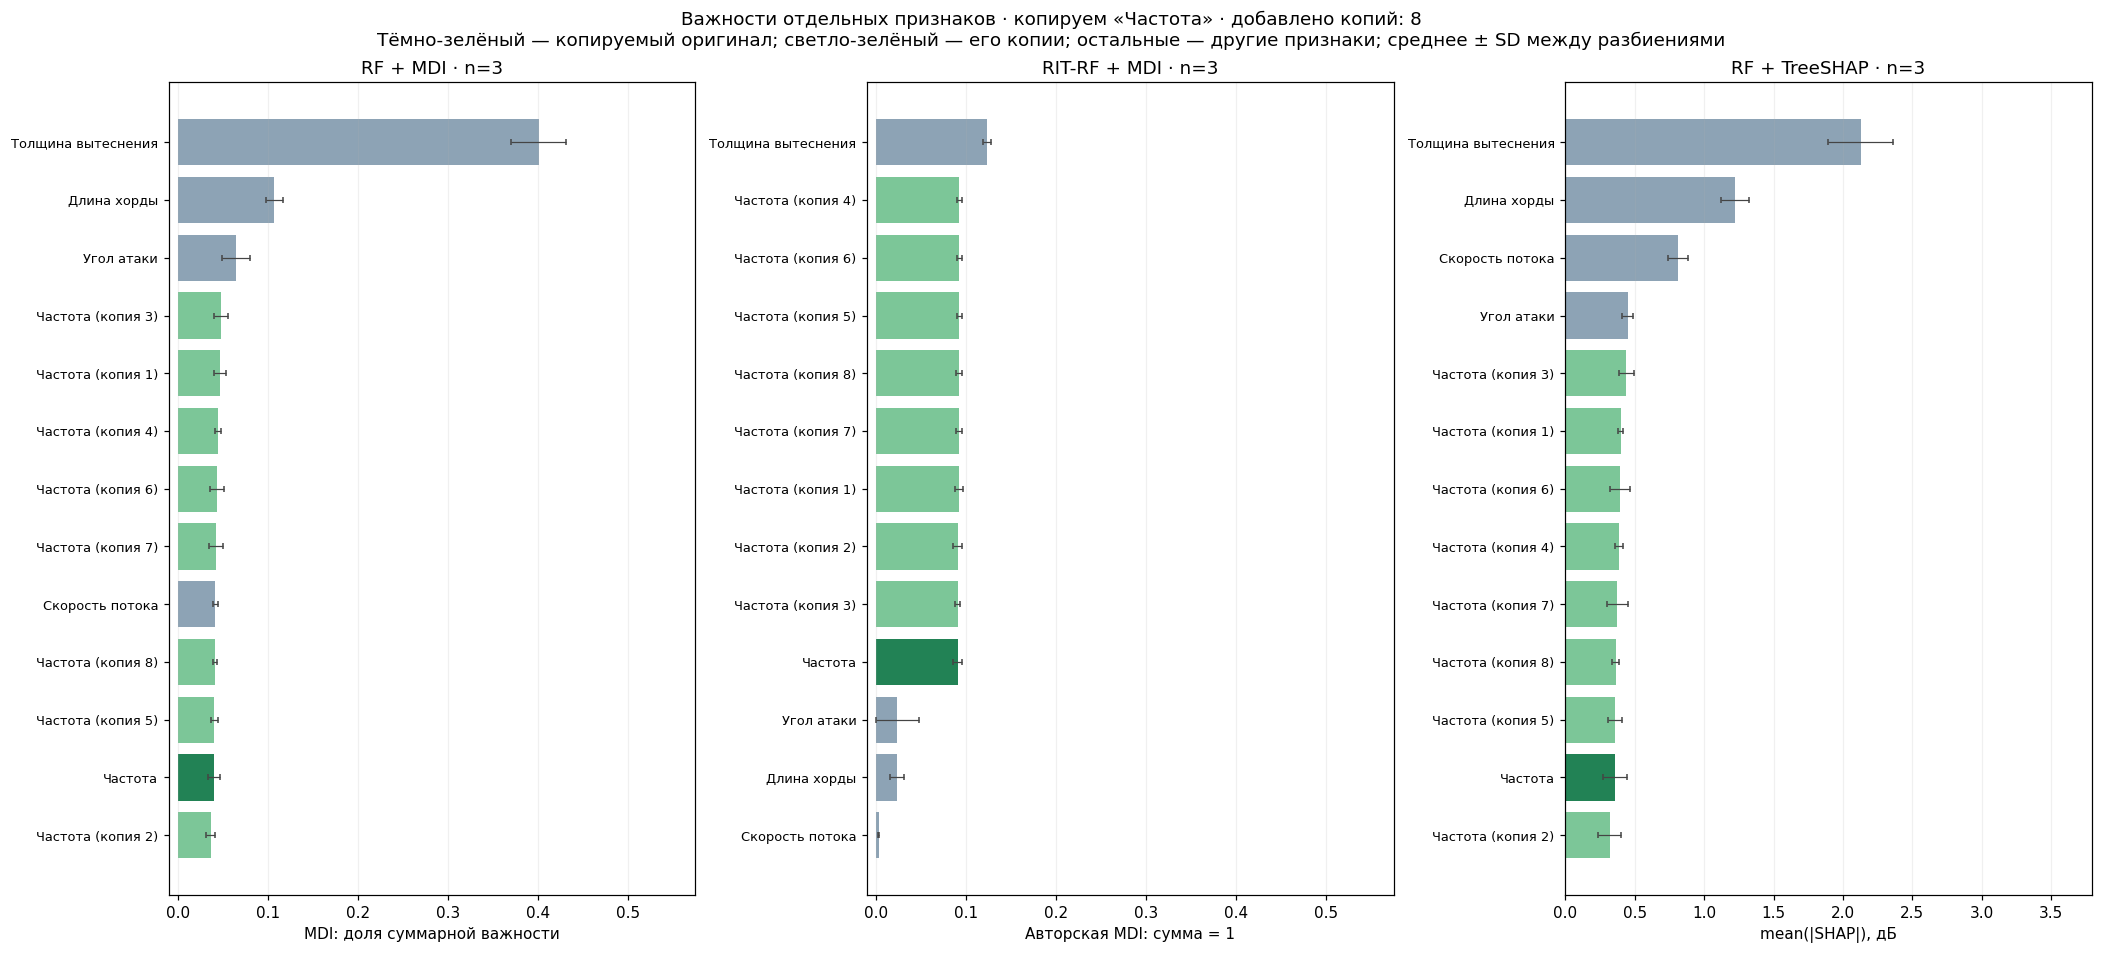 Важности отдельных признаков · копируем «Частота» · добавлено копий: 8
Тёмно-зелёный — копируемый оригинал; светло-зелёный — его копии; остальные — другие признаки; среднее ± SD между разбиениями
RF + MDI · n=3
Толщина вытеснения
Длина хорды
Угол атаки
Частота (копия 3)
Частота (копия 1)
Частота (копия 4)
Частота (копия 6)
Частота (копия 7)
Скорость потока
Частота (копия 8)
Частота (копия 5)
Частота
Частота (копия 2)
0.0 0.1 0.2 0.3 0.4 0.5
MDI: доля суммарной важности
RIT-RF + MDI · n=3
Толщина вытеснения
Частота (копия 4)
Частота (копия 6)
Частота (копия 5)
Частота (копия 8)
Частота (копия 7)
Частота (копия 1)
Частота (копия 2)
Частота (копия 3)
Частота
Угол атаки
Длина хорды
Скорость потока
0.0 0.1 0.2 0.3 0.4 0.5
Авторская MDI: сумма = 1
RF + TreeSHAP · n=3
Толщина вытеснения
Длина хорды
Скорость потока
Угол атаки
Частота (копия 3)
Частота (копия 1)
Частота (копия 6)
Частота (копия 4)
Частота (копия 7)
Частота (копия 8)
Частота (копия 5)
Частота
Частота (копия 2)
0.0 0.5 1.0 1.5 2.0 2.5 3.0 3.5
mean(|SHAP|), дБ